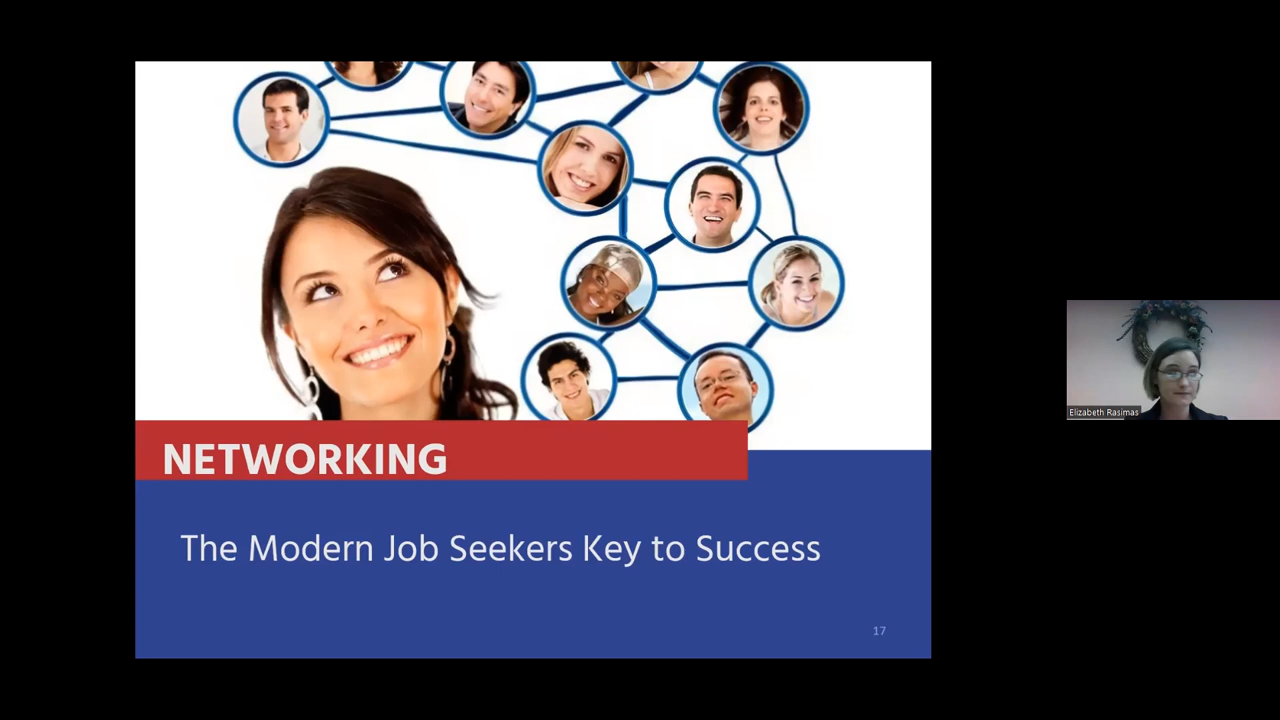 NETWORKING
The Modern Job Seekers Key to Success
17
Elizabeth Rasimas